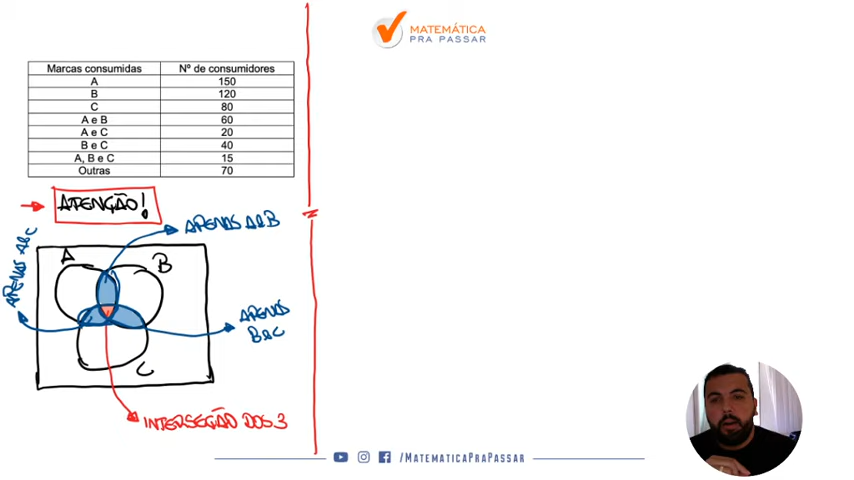 MATEMÁTICA
PRA PASSAR
Marcas consumidas Nº de consumidores
A 150
B 120
C 80
A e B 60
A e C 20
B e C 40
A, B e C 15
Outras 70
ATENÇÃO!
APENAS A&B
APENAS A&C
A
B
APENAS
B&C
C
INTERSEÇÃO DOS 3
/MATEMATICAPRAPASSAR